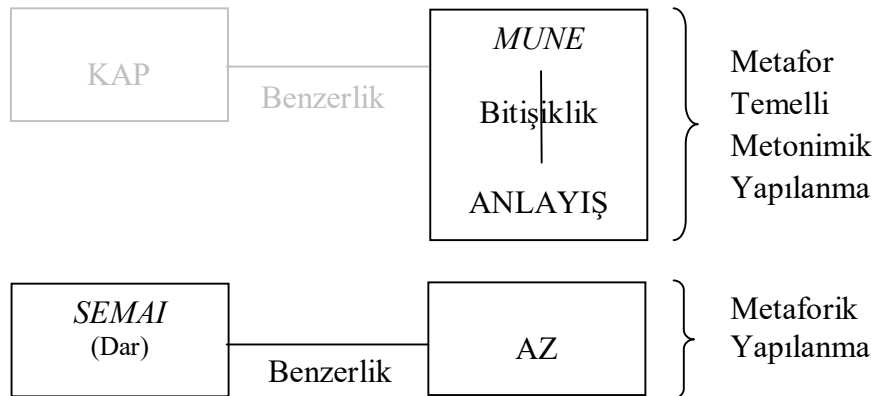 KAP
Benzerlik
MUNE
Bitişiklik
ANLAYIŞ
Metafor
Temelli
Metonimik
Yapılanma
SEMAI
(Dar)
Benzerlik
AZ
Metaforik
Yapılanma